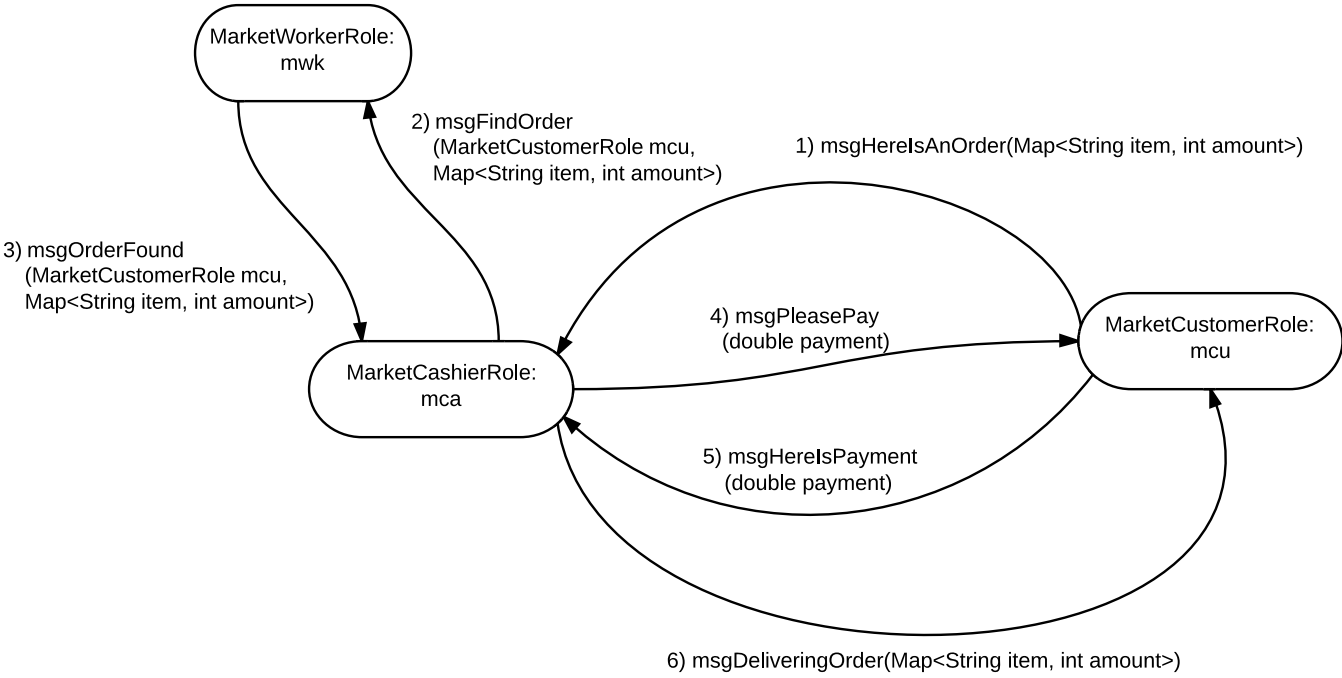 MarketWorkerRole:
mwk
2) msgFindOrder
(MarketCustomerRole mcu,
Map<String item, int amount>)
1) msgHereIsAnOrder(Map<String item, int amount>)
3) msgOrderFound
(MarketCustomerRole mcu,
Map<String item, int amount>)
4) msgPleasePay
(double payment)
MarketCustomerRole:
mcu
MarketCashierRole:
mca
5) msgHereIsPayment
(double payment)
6) msgDeliveringOrder(Map<String item, int amount>)